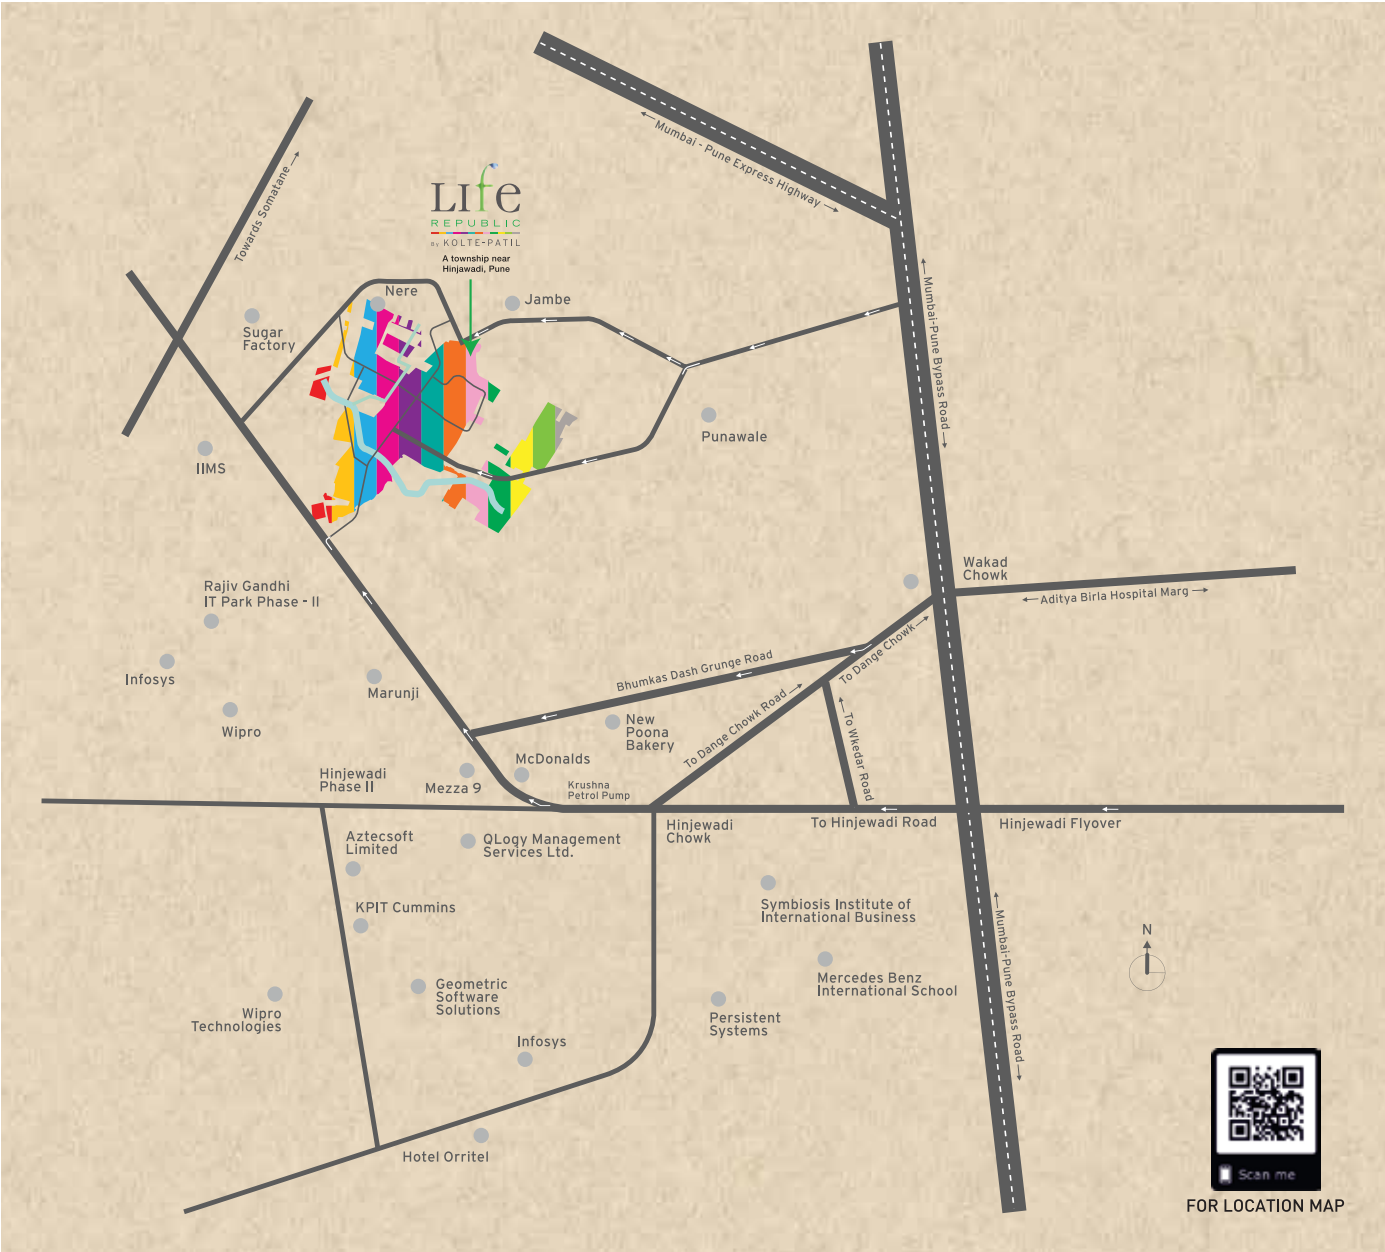 Mumbai - Pune Express Highway
Towards Somatane
LIFe
REPUBLIC
By KOLTE-PATIL
A township near
Hinjawadi, Pune
Nere
Jambe
Sugar
Factory
Mumbai-Pune Bypass Road
Punawale
IIMS
Wakad
Chowk
Aditya Birla Hospital Marg
Rajiv Gandhi
IT Park Phase - II
To Dange Chowk
Bhumkas Dash Grunge Road
Infosys
Marunji
To Dange Chowk Road
Wipro
New
Poona
Bakery
To Wkedar Road
McDonalds
Hinjewadi
Phase II
Mezza 9
Krushna
Petrol Pump
Hinjewadi
Chowk
To Hinjewadi Road
Hinjewadi Flyover
Aztecsoft
Limited
QLogy Management
Services Ltd.
KPIT Cummins
Symbiosis Institute of
International Business
Mumbai-Pune Bypass Road
N
Geometric
Software
Solutions
Mercedes Benz
International School
Wipro
Technologies
Persistent
Systems
Infosys
Hotel Orritel
Scan me
FOR LOCATION MAP